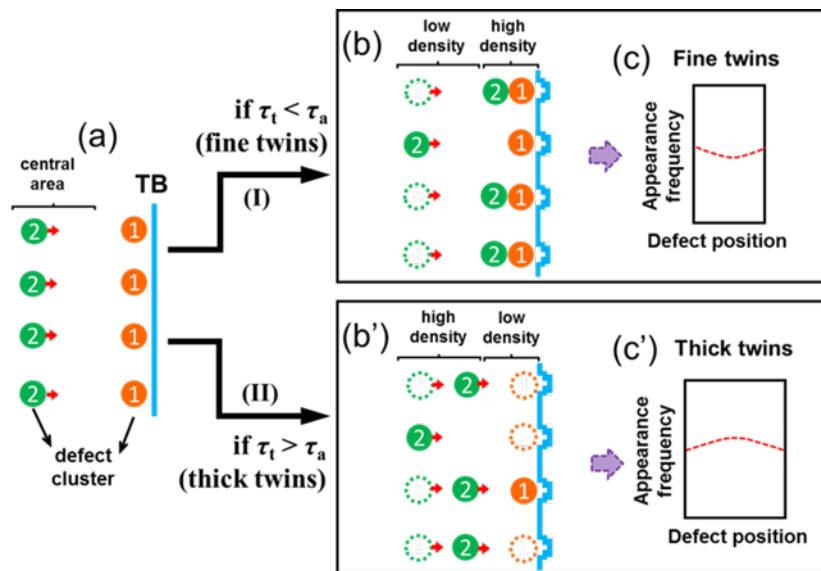 (a)
central
area
TB
2
1
2
1
2
1
2
1
defect
cluster
if τt < τa
(fine twins)
(I)
(II)
if τt > τa
(thick twins)
(b)
low
density
high
density
2
1
2
1
2
1
2
1
(c)
Fine twins
Appearance
frequency
Defect position
(b’)
high
density
low
density
2
2
2
1
2
(c’)
Thick twins
Appearance
frequency
Defect position